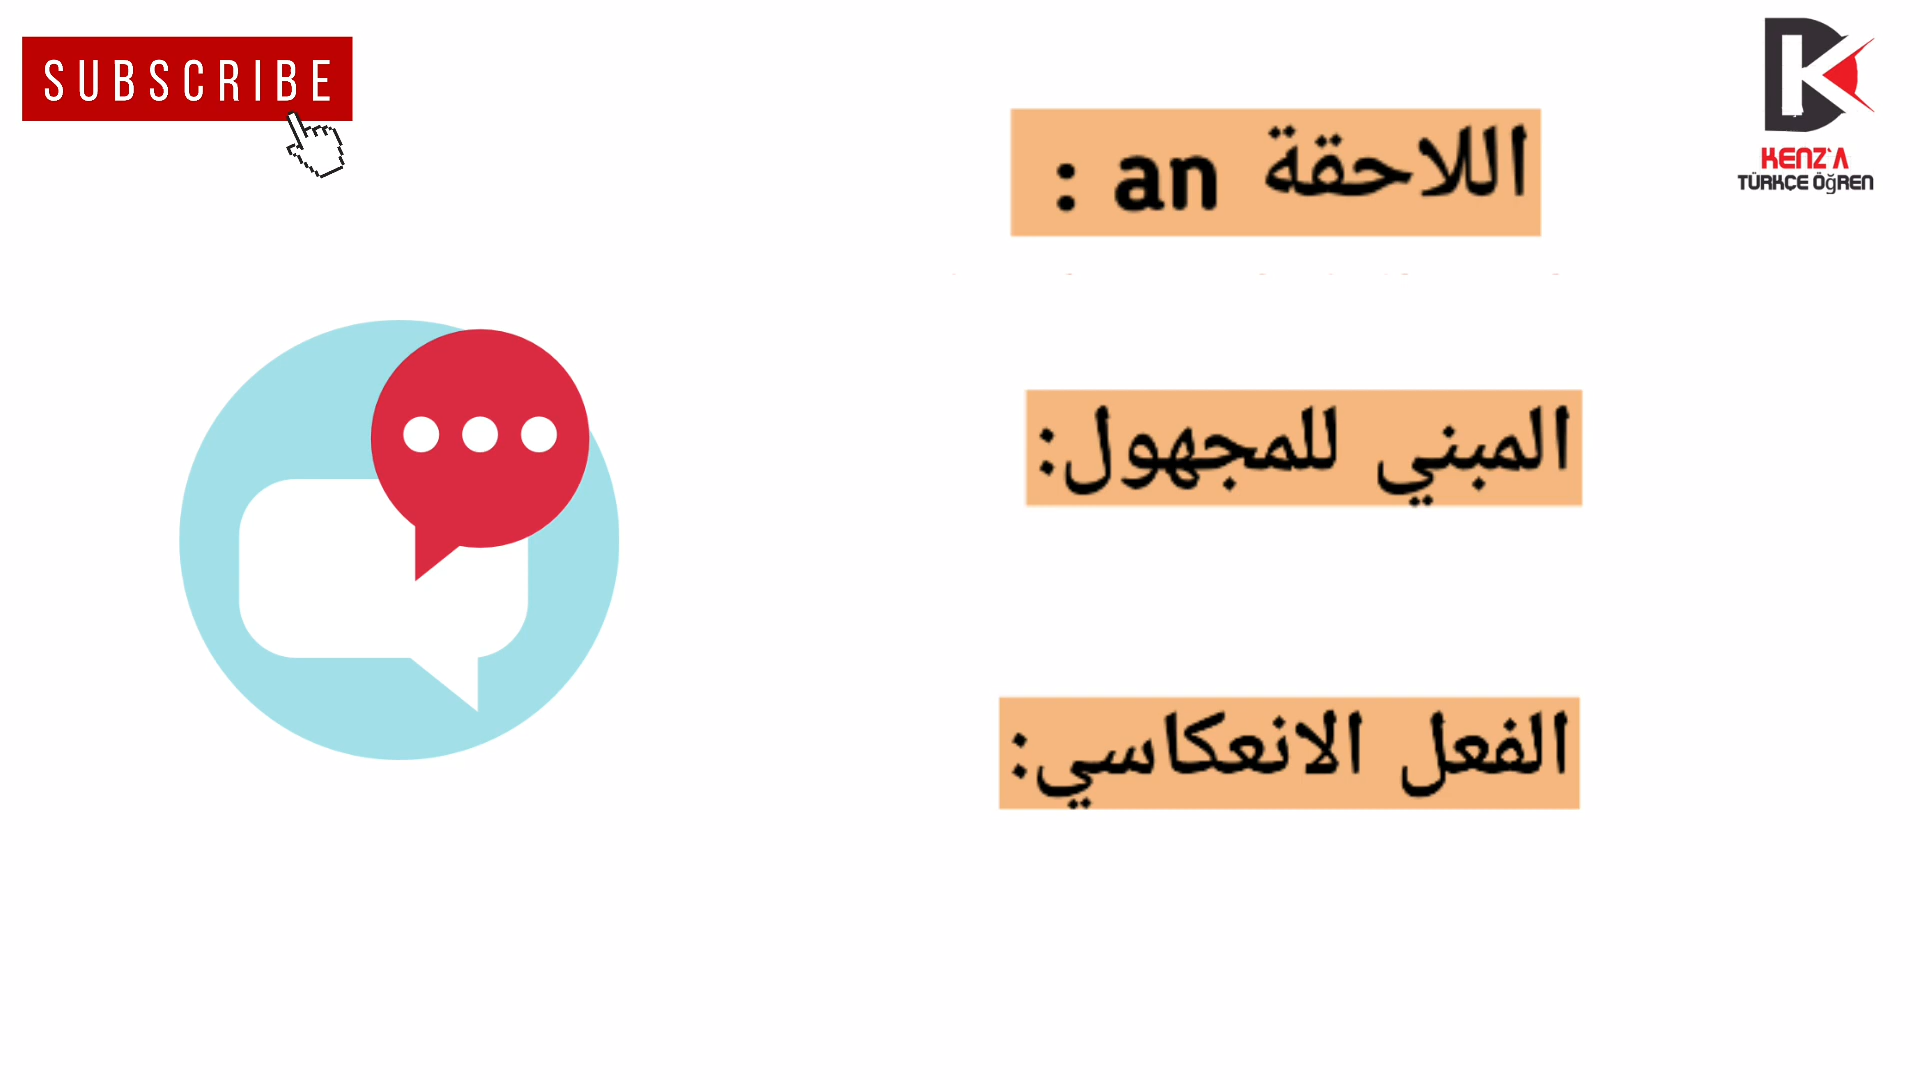 SUBSCRIBE
KENZ'A
TÜRKÇE ÖğREN
اللاحقة an :
المبني للمجهول:
الفعل الانعكاسي: